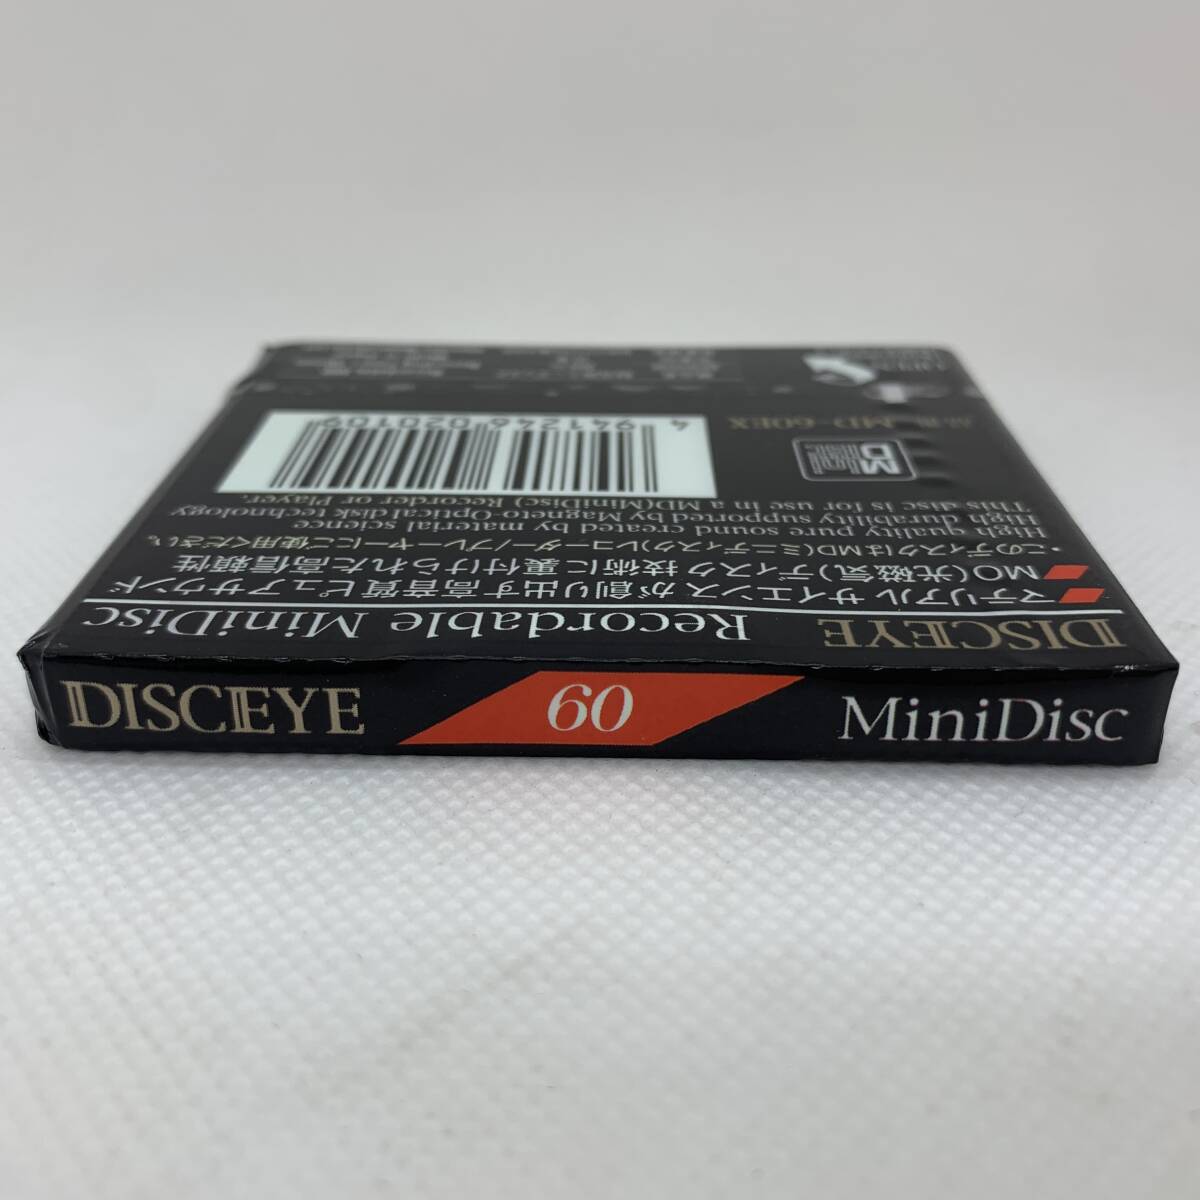 DISCEYE 60 MiniDisc
DISCEYE Recordable MiniDisc
マテリアル サイエンスが創り出す高音質ピュアサウンド
MO(光磁気)ディスク技術に裏付けられた高信頼性
•このディスクはMD(ミニディスク)レコーダー/プレーヤーにご使用ください。
High quality pure sound created by material science
High durability supported by Magneto-Optical disk technology
This disc is for use in a MD(MiniDisc) Recorder or Player.
MD
品番 MD-60EX
4 941246 020109